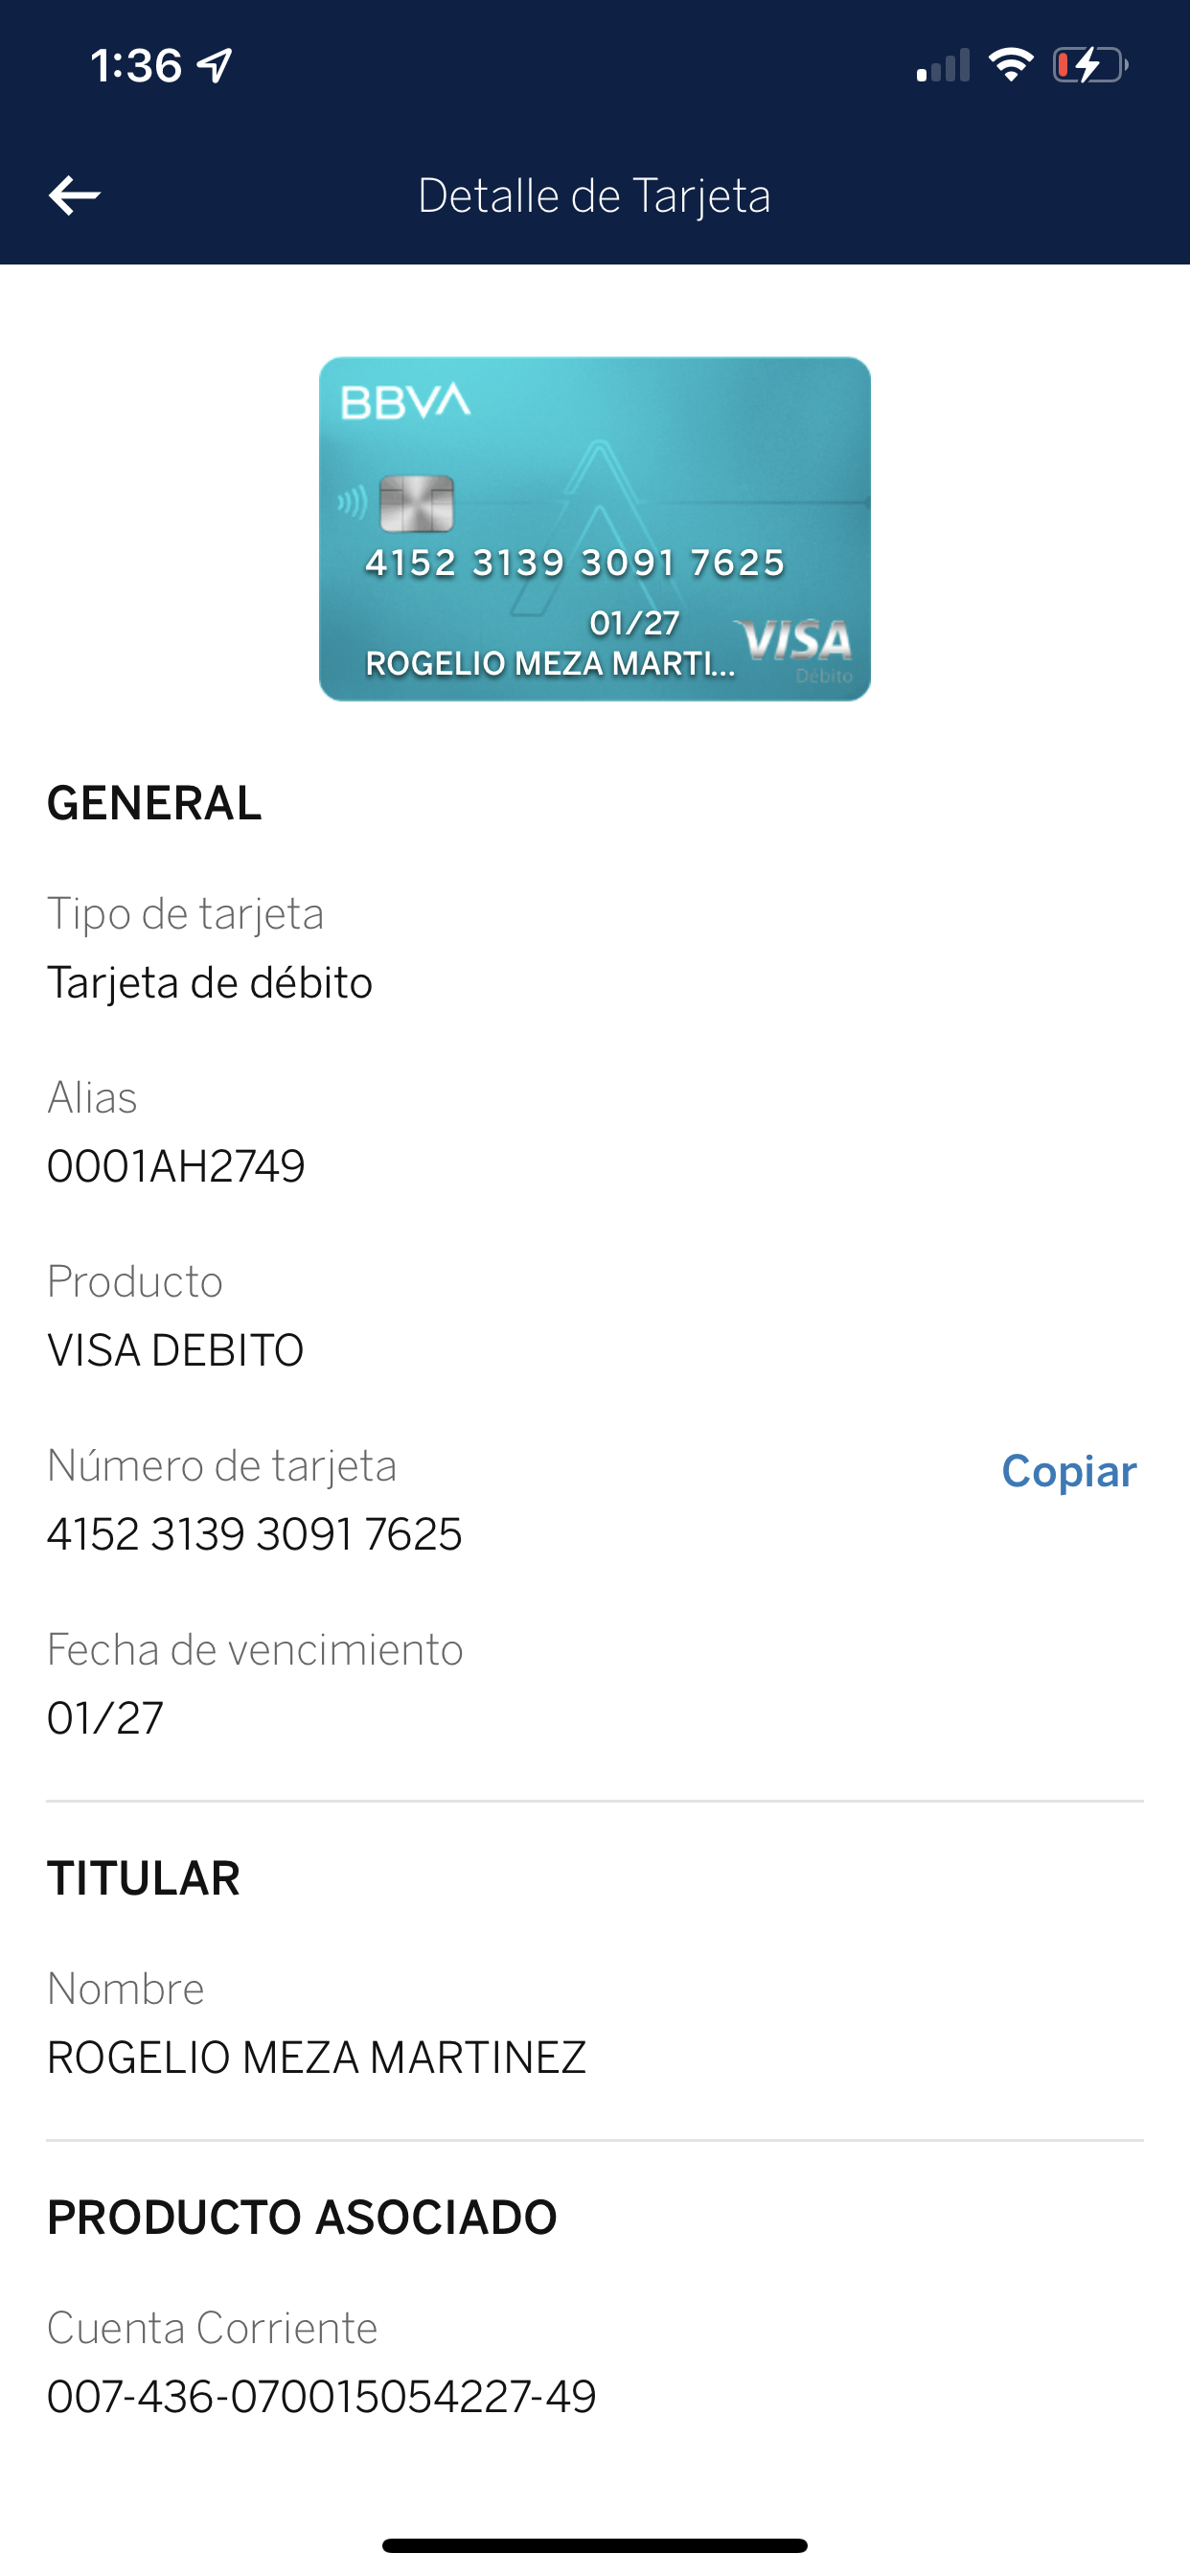 1:36
Detalle de Tarjeta
BBVA
4152 3139 3091 7625
01/27
ROGELIO MEZA MARTI...
VISA
Débito
GENERAL
Tipo de tarjeta
Tarjeta de débito
Alias
0001AH2749
Producto
VISA DEBITO
Número de tarjeta
Copiar
4152 3139 3091 7625
Fecha de vencimiento
01/27
TITULAR
Nombre
ROGELIO MEZA MARTINEZ
PRODUCTO ASOCIADO
Cuenta Corriente
007-436-070015054227-49